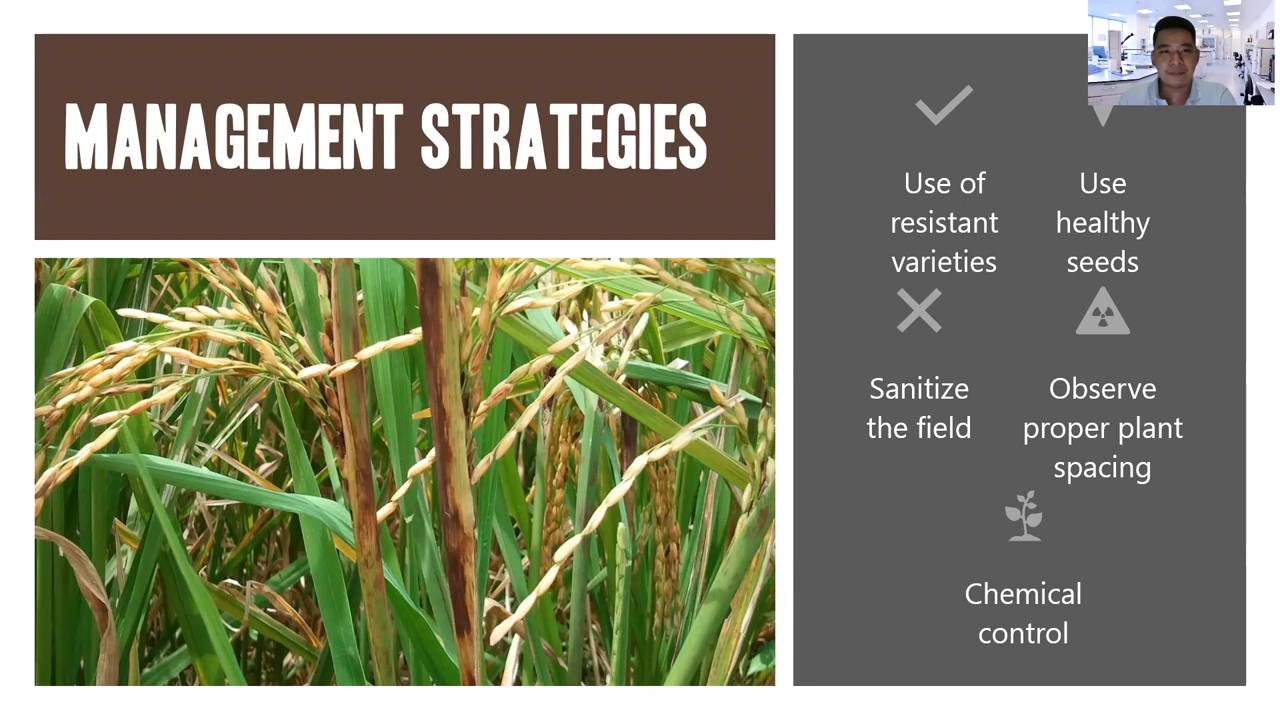 MANAGEMENT STRATEGIES
Use of
resistant
varieties
Use
healthy
seeds
Sanitize
the field
Observe
proper plant
spacing
Chemical
control